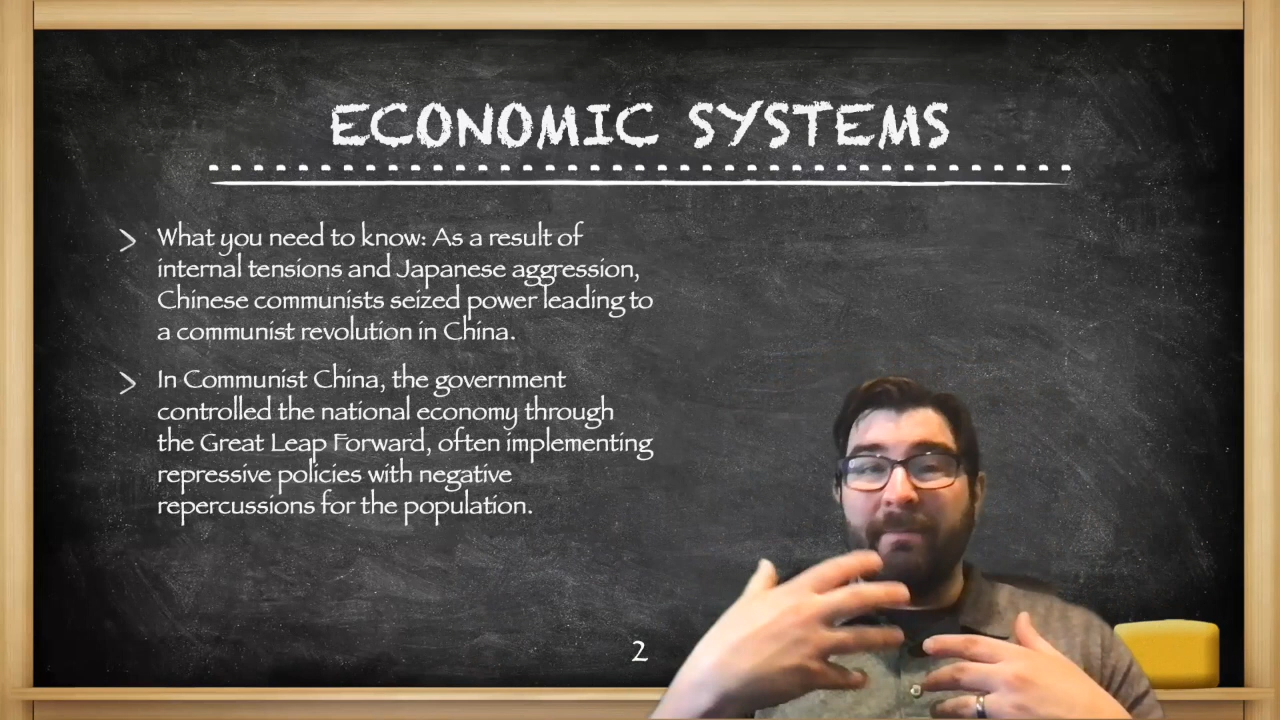 ECONOMIC SYSTEMS
What you need to know: As a result of
internal tensions and Japanese aggression,
Chinese communists seized power leading to
a communist revolution in China.
In Communist China, the government
controlled the national economy through
the Great Leap Forward, often implementing
repressive policies with negative
repercussions for the population.
2